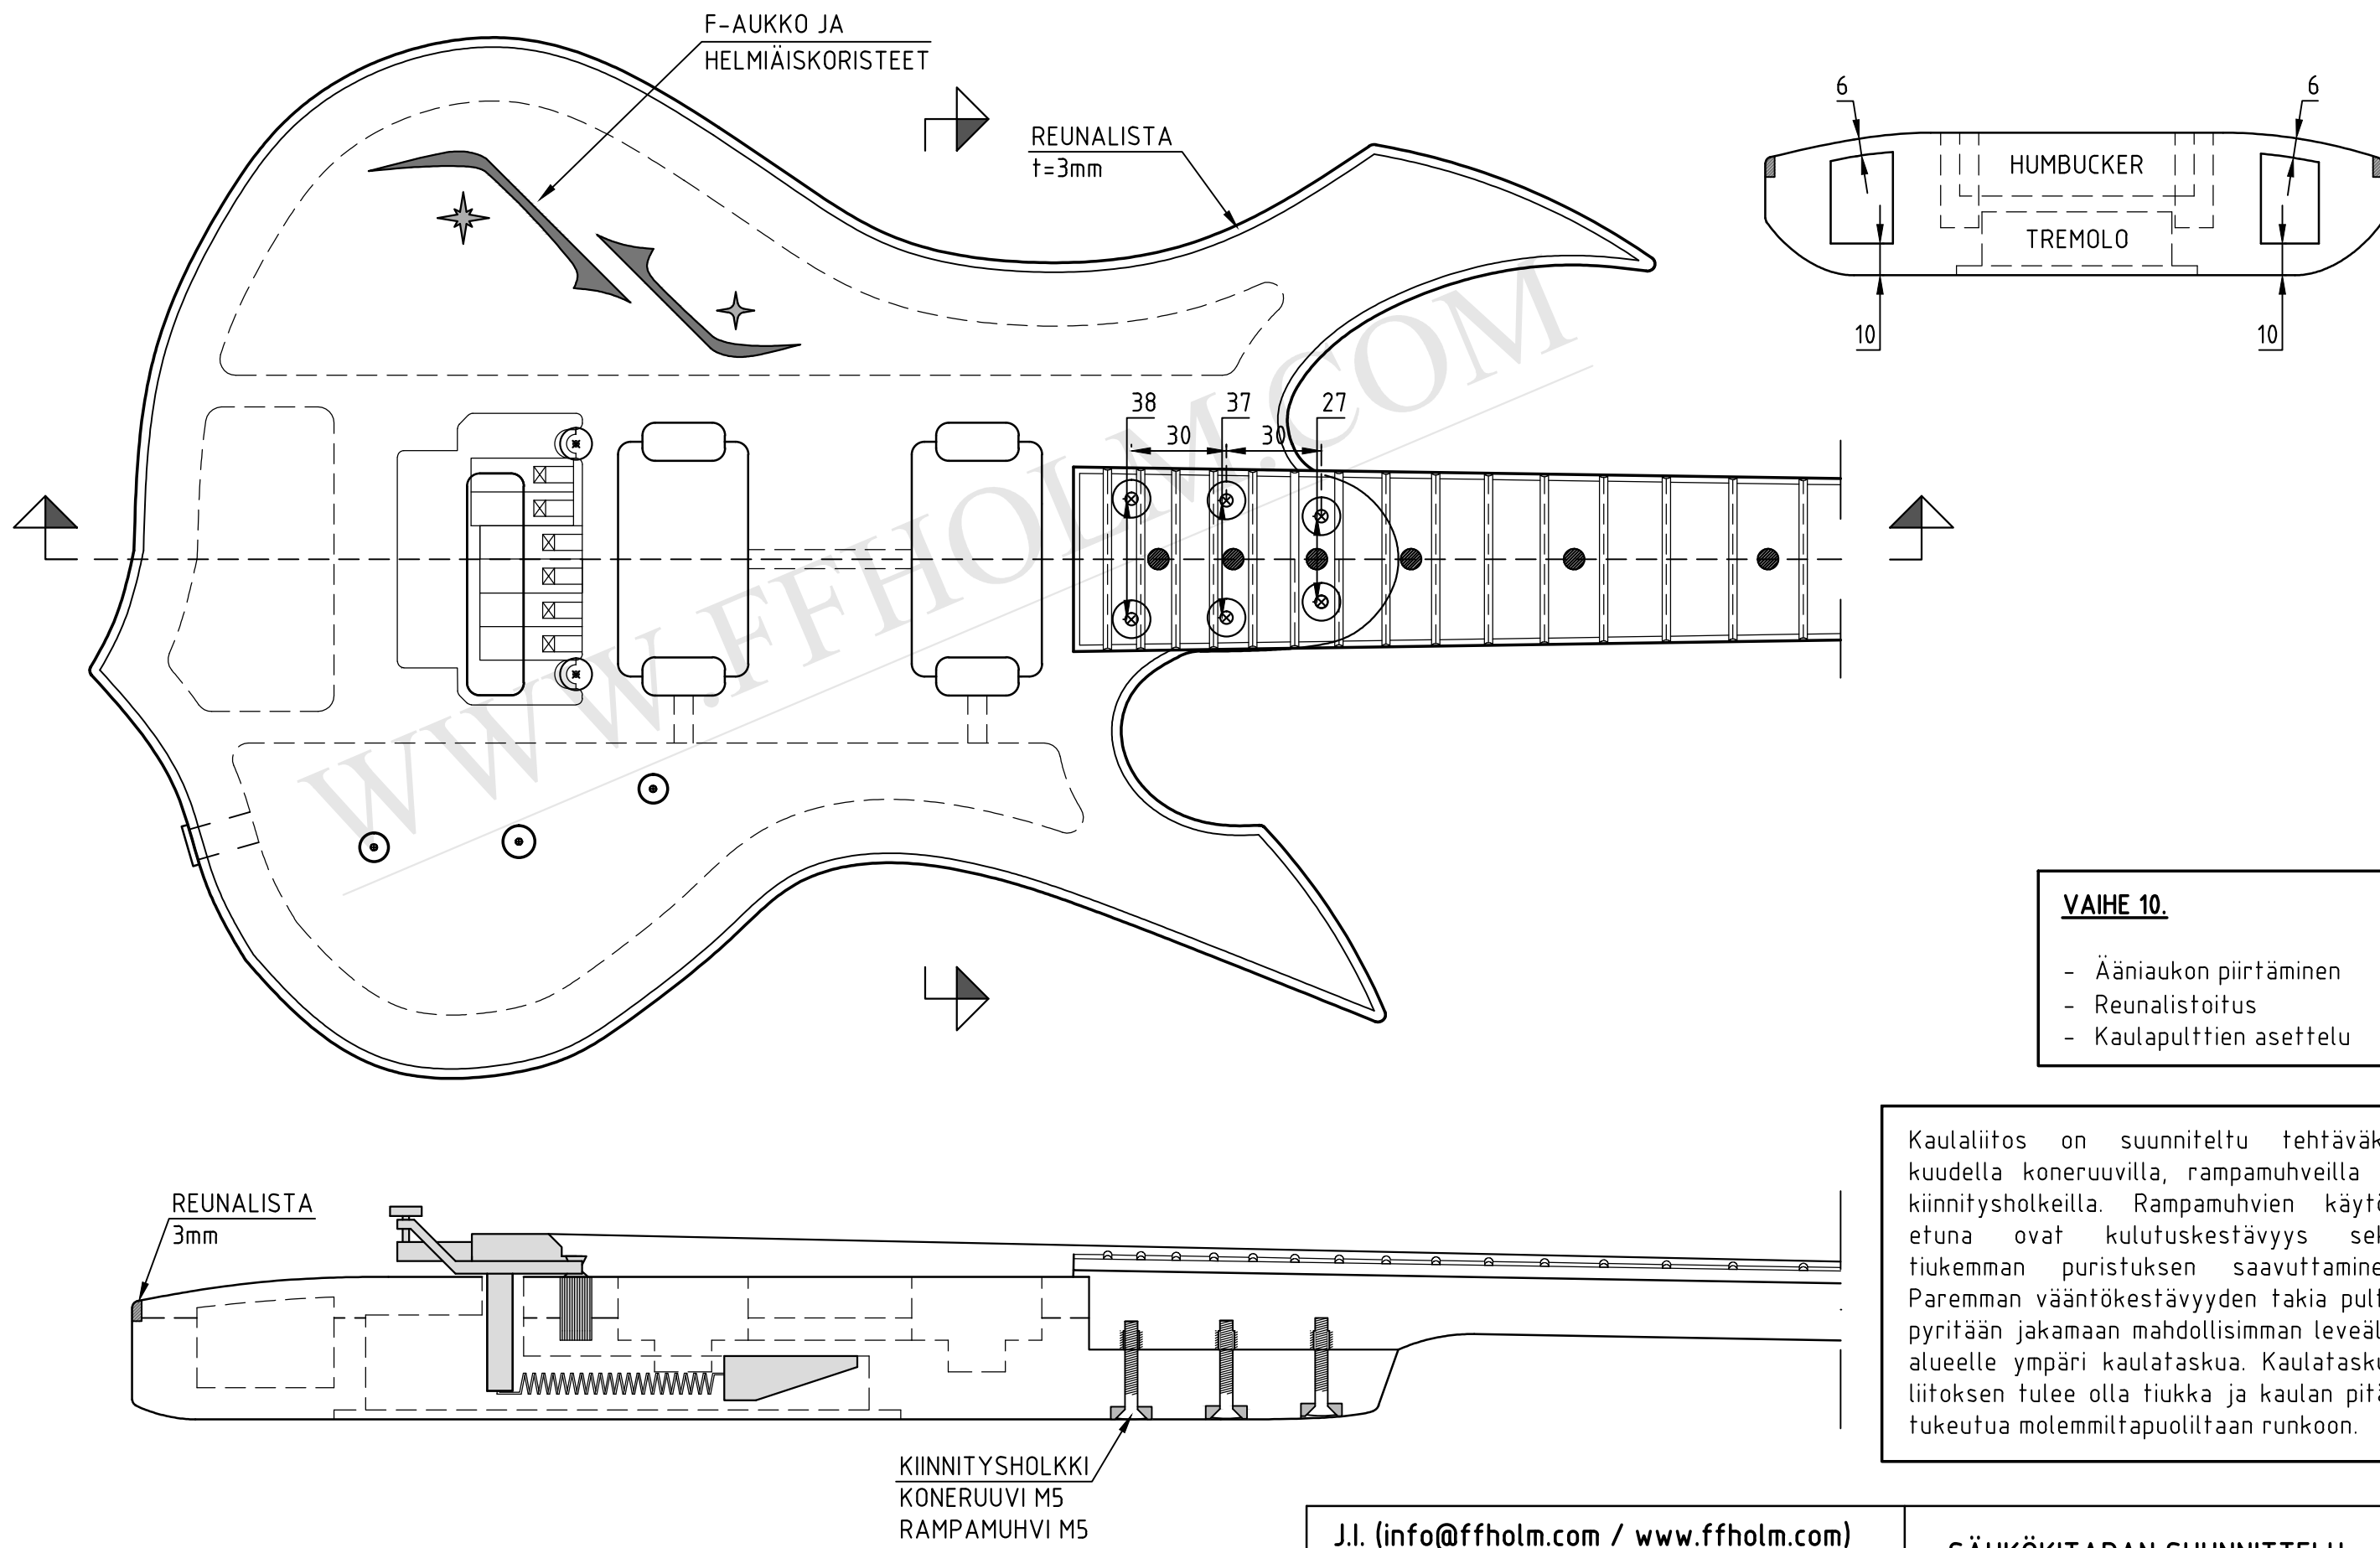 F-AUKKO JA
HELMIÄISKORISTEET
REUNALISTA
t=3mm
6
6
HUMBUCKER
TREMOLO
10
10
38
37
27
30
30
WWW.FFHOLM.COM
VAIHE 10.
- Ääniaukon piirtäminen
- Reunalistoitus
- Kaulapulttien asettelu
Kaulaliitos on suunniteltu
kuudella koneruuvilla, rampamuhveilla
kiinnitysholkeilla. Rampamuhvien
etuna ovat kulutuskestävyys
tiukemman puristuksen
Paremman vääntökestävyyden takia
pyritään jakamaan mahdollisimman
alueelle ympäri kaulataskua.
liitoksen tulee olla tiukka ja kaulan
tukeutua molemmiltapuoliltaan runkoon.
REUNALISTA
3mm
KIINNITYSHOLKKI
KONERUUVI M5
RAMPAMUHVI M5
J.I. (info@ffholm.com / www.ffholm.com)
SÄHKÖKITARAN SUUNNITTELU